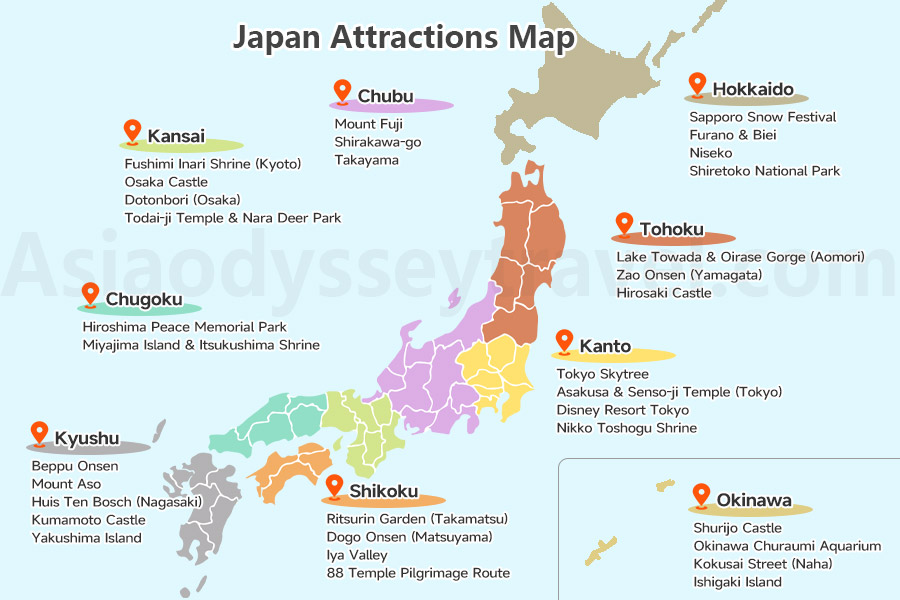 Japan Attractions Map
Hokkaido
Sapporo Snow Festival
Furano & Biei
Niseko
Shiretoko National Park
Chubu
Mount Fuji
Shirakawa-go
Takayama
Kansai
Fushimi Inari Shrine (Kyoto)
Osaka Castle
Dotonbori (Osaka)
Todai-ji Temple & Nara Deer Park
Tohoku
Lake Towada & Oirase Gorge (Aomori)
Zao Onsen (Yamagata)
Hirosaki Castle
Asiaodysseytravel.com
Chugoku
Hiroshima Peace Memorial Park
Miyajima Island & Itsukushima Shrine
Kanto
Tokyo Skytree
Asakusa & Senso-ji Temple (Tokyo)
Disney Resort Tokyo
Nikko Toshogu Shrine
Kyushu
Beppu Onsen
Mount Aso
Huis Ten Bosch (Nagasaki)
Kumamoto Castle
Yakushima Island
Shikoku
Ritsurin Garden (Takamatsu)
Dogo Onsen (Matsuyama)
Iya Valley
88 Temple Pilgrimage Route
Okinawa
Shurijo Castle
Okinawa Churaumi Aquarium
Kokusai Street (Naha)
Ishigaki Island